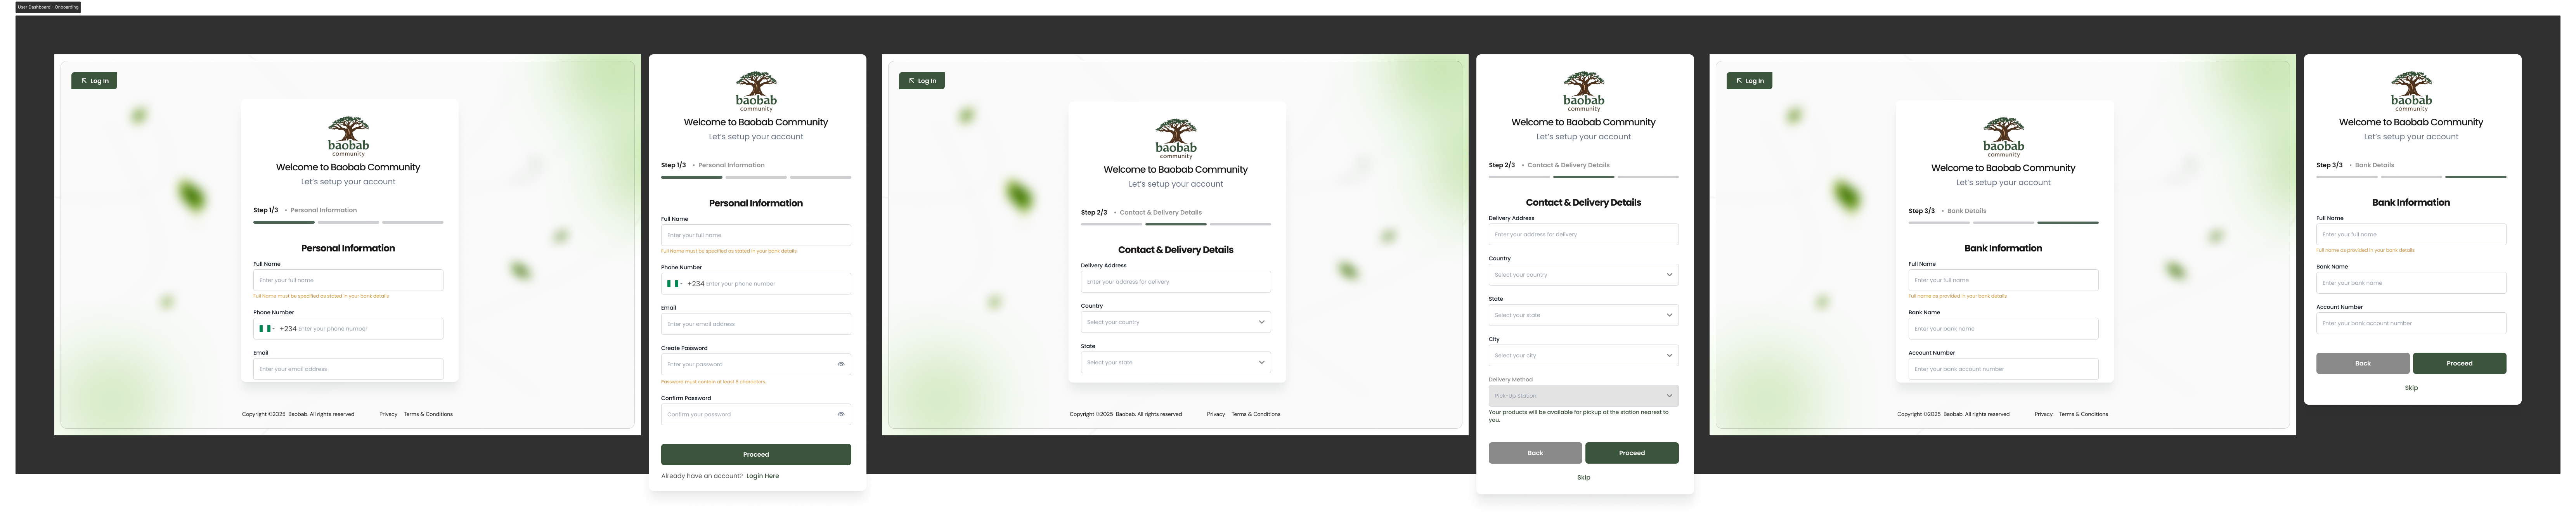 User Dashboard - Onboarding
Log In
baobab
community
Welcome to Baobab Community
Let's setup your account
Step 1/3 • Personal Information
Personal Information
Full Name
Enter your full name
Full Name must be specified as stated in your bank details
Phone Number
+234 Enter your phone number
Email
Enter your email address
Copyright ©2025 Baobab. All rights reserved Privacy Terms & Conditions
baobab
community
Welcome to Baobab Community
Let's setup your account
Step 1/3 • Personal Information
Personal Information
Full Name
Enter your full name
Full Name must be specified as stated in your bank details
Phone Number
+234 Enter your phone number
Email
Enter your email address
Create Password
Enter your password
Password must contain at least 8 characters.
Confirm Password
Confirm your password
Proceed
Already have an account? Login Here
Log In
baobab
community
Welcome to Baobab Community
Let's setup your account
Step 2/3 • Contact & Delivery Details
Contact & Delivery Details
Delivery Address
Enter your address for delivery
Country
Select your country
State
Select your state
Copyright ©2025 Baobab. All rights reserved Privacy Terms & Conditions
baobab
community
Welcome to Baobab Community
Let's setup your account
Step 2/3 • Contact & Delivery Details
Contact & Delivery Details
Delivery Address
Enter your address for delivery
Country
Select your country
State
Select your state
City
Select your city
Delivery Method
Pick-Up Station
Your products will be available for pickup at the station nearest to
you.
Back Proceed
Skip
Log In
baobab
community
Welcome to Baobab Community
Let's setup your account
Step 3/3 • Bank Details
Bank Information
Full Name
Enter your full name
Full name as provided in your bank details
Bank Name
Enter your bank name
Account Number
Enter your bank account number
Copyright ©2025 Baobab. All rights reserved Privacy Terms & Conditions
baobab
community
Welcome to Baobab Community
Let's setup your account
Step 3/3 • Bank Details
Bank Information
Full Name
Enter your full name
Full name as provided in your bank details
Bank Name
Enter your bank name
Account Number
Enter your bank account number
Back Proceed
Skip